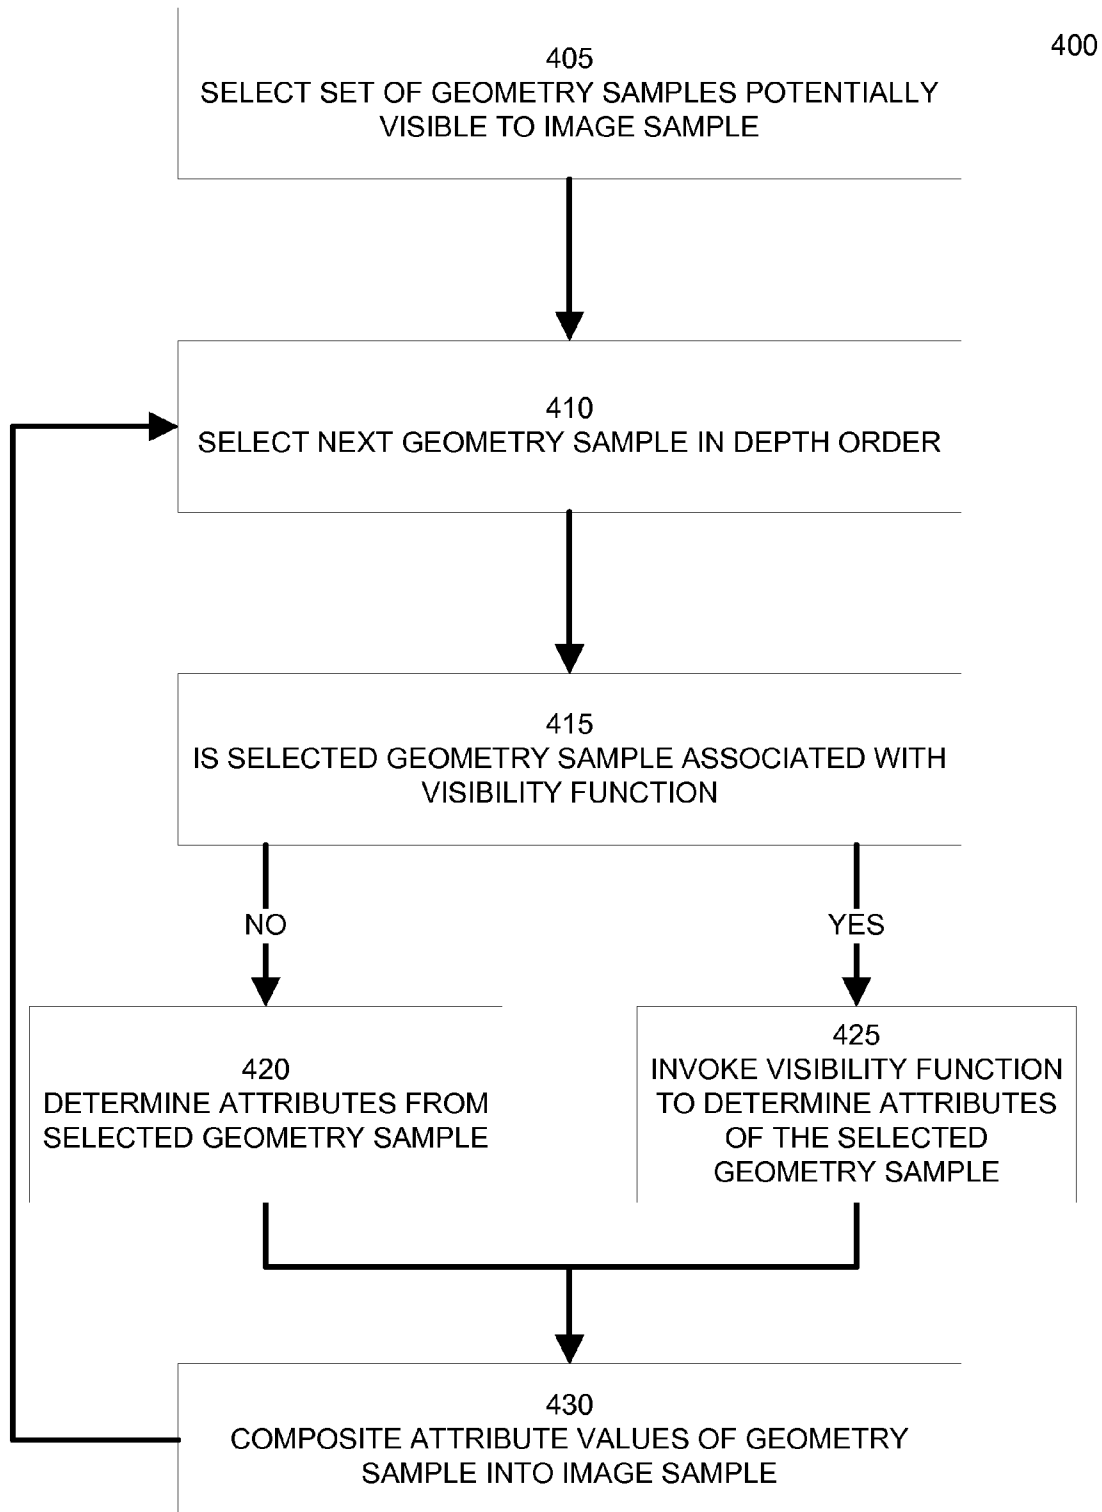 400
405
SELECT SET OF GEOMETRY SAMPLES POTENTIALLY
VISIBLE TO IMAGE SAMPLE
410
SELECT NEXT GEOMETRY SAMPLE IN DEPTH ORDER
415
IS SELECTED GEOMETRY SAMPLE ASSOCIATED WITH
VISIBILITY FUNCTION
NO
YES
420
DETERMINE ATTRIBUTES FROM
SELECTED GEOMETRY SAMPLE
425
INVOKE VISIBILITY FUNCTION
TO DETERMINE ATTRIBUTES
OF THE SELECTED
GEOMETRY SAMPLE
430
COMPOSITE ATTRIBUTE VALUES OF GEOMETRY
SAMPLE INTO IMAGE SAMPLE